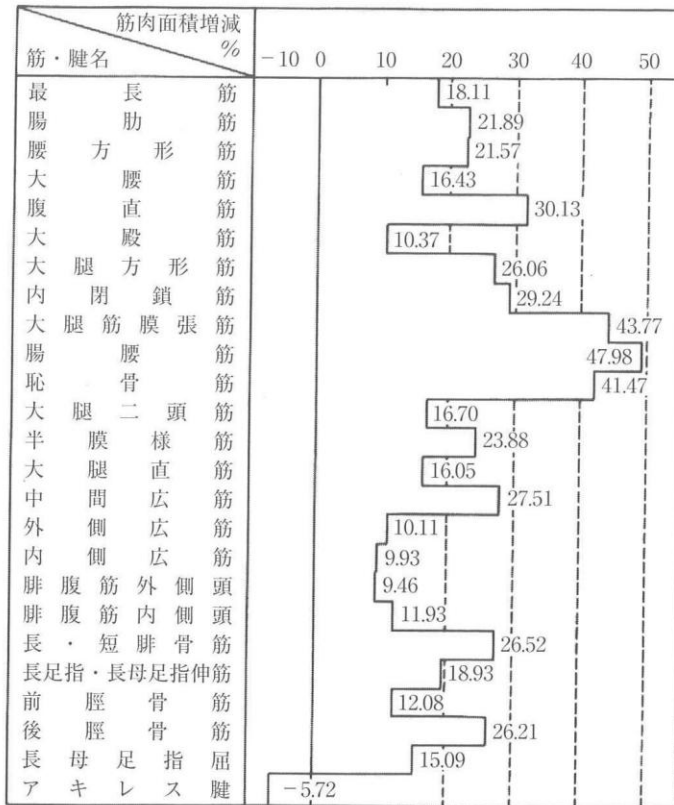 筋肉面積増減
%
筋・腱名
−10 0 10 20 30 40 50
最長筋 18.11
腸肋筋 21.89
腰方形筋 21.57
大腰筋 16.43
腹直筋 30.13
大殿筋 10.37
大腿方形筋 26.06
内閉鎖筋 29.24
大腿筋膜張筋 43.77
腸腰筋 47.98
恥骨筋 41.47
大腿二頭筋 16.70
半膜様筋 23.88
大腿直筋 16.05
中間広筋 27.51
外側広筋 10.11
内側広筋 9.93
腓腹筋外側頭 9.46
腓腹筋内側頭 11.93
長・短腓骨筋 26.52
長足指・長母足指伸筋 18.93
前脛骨筋 12.08
後脛骨筋 26.21
長母足指屈 15.09
アキレス腱 −5.72